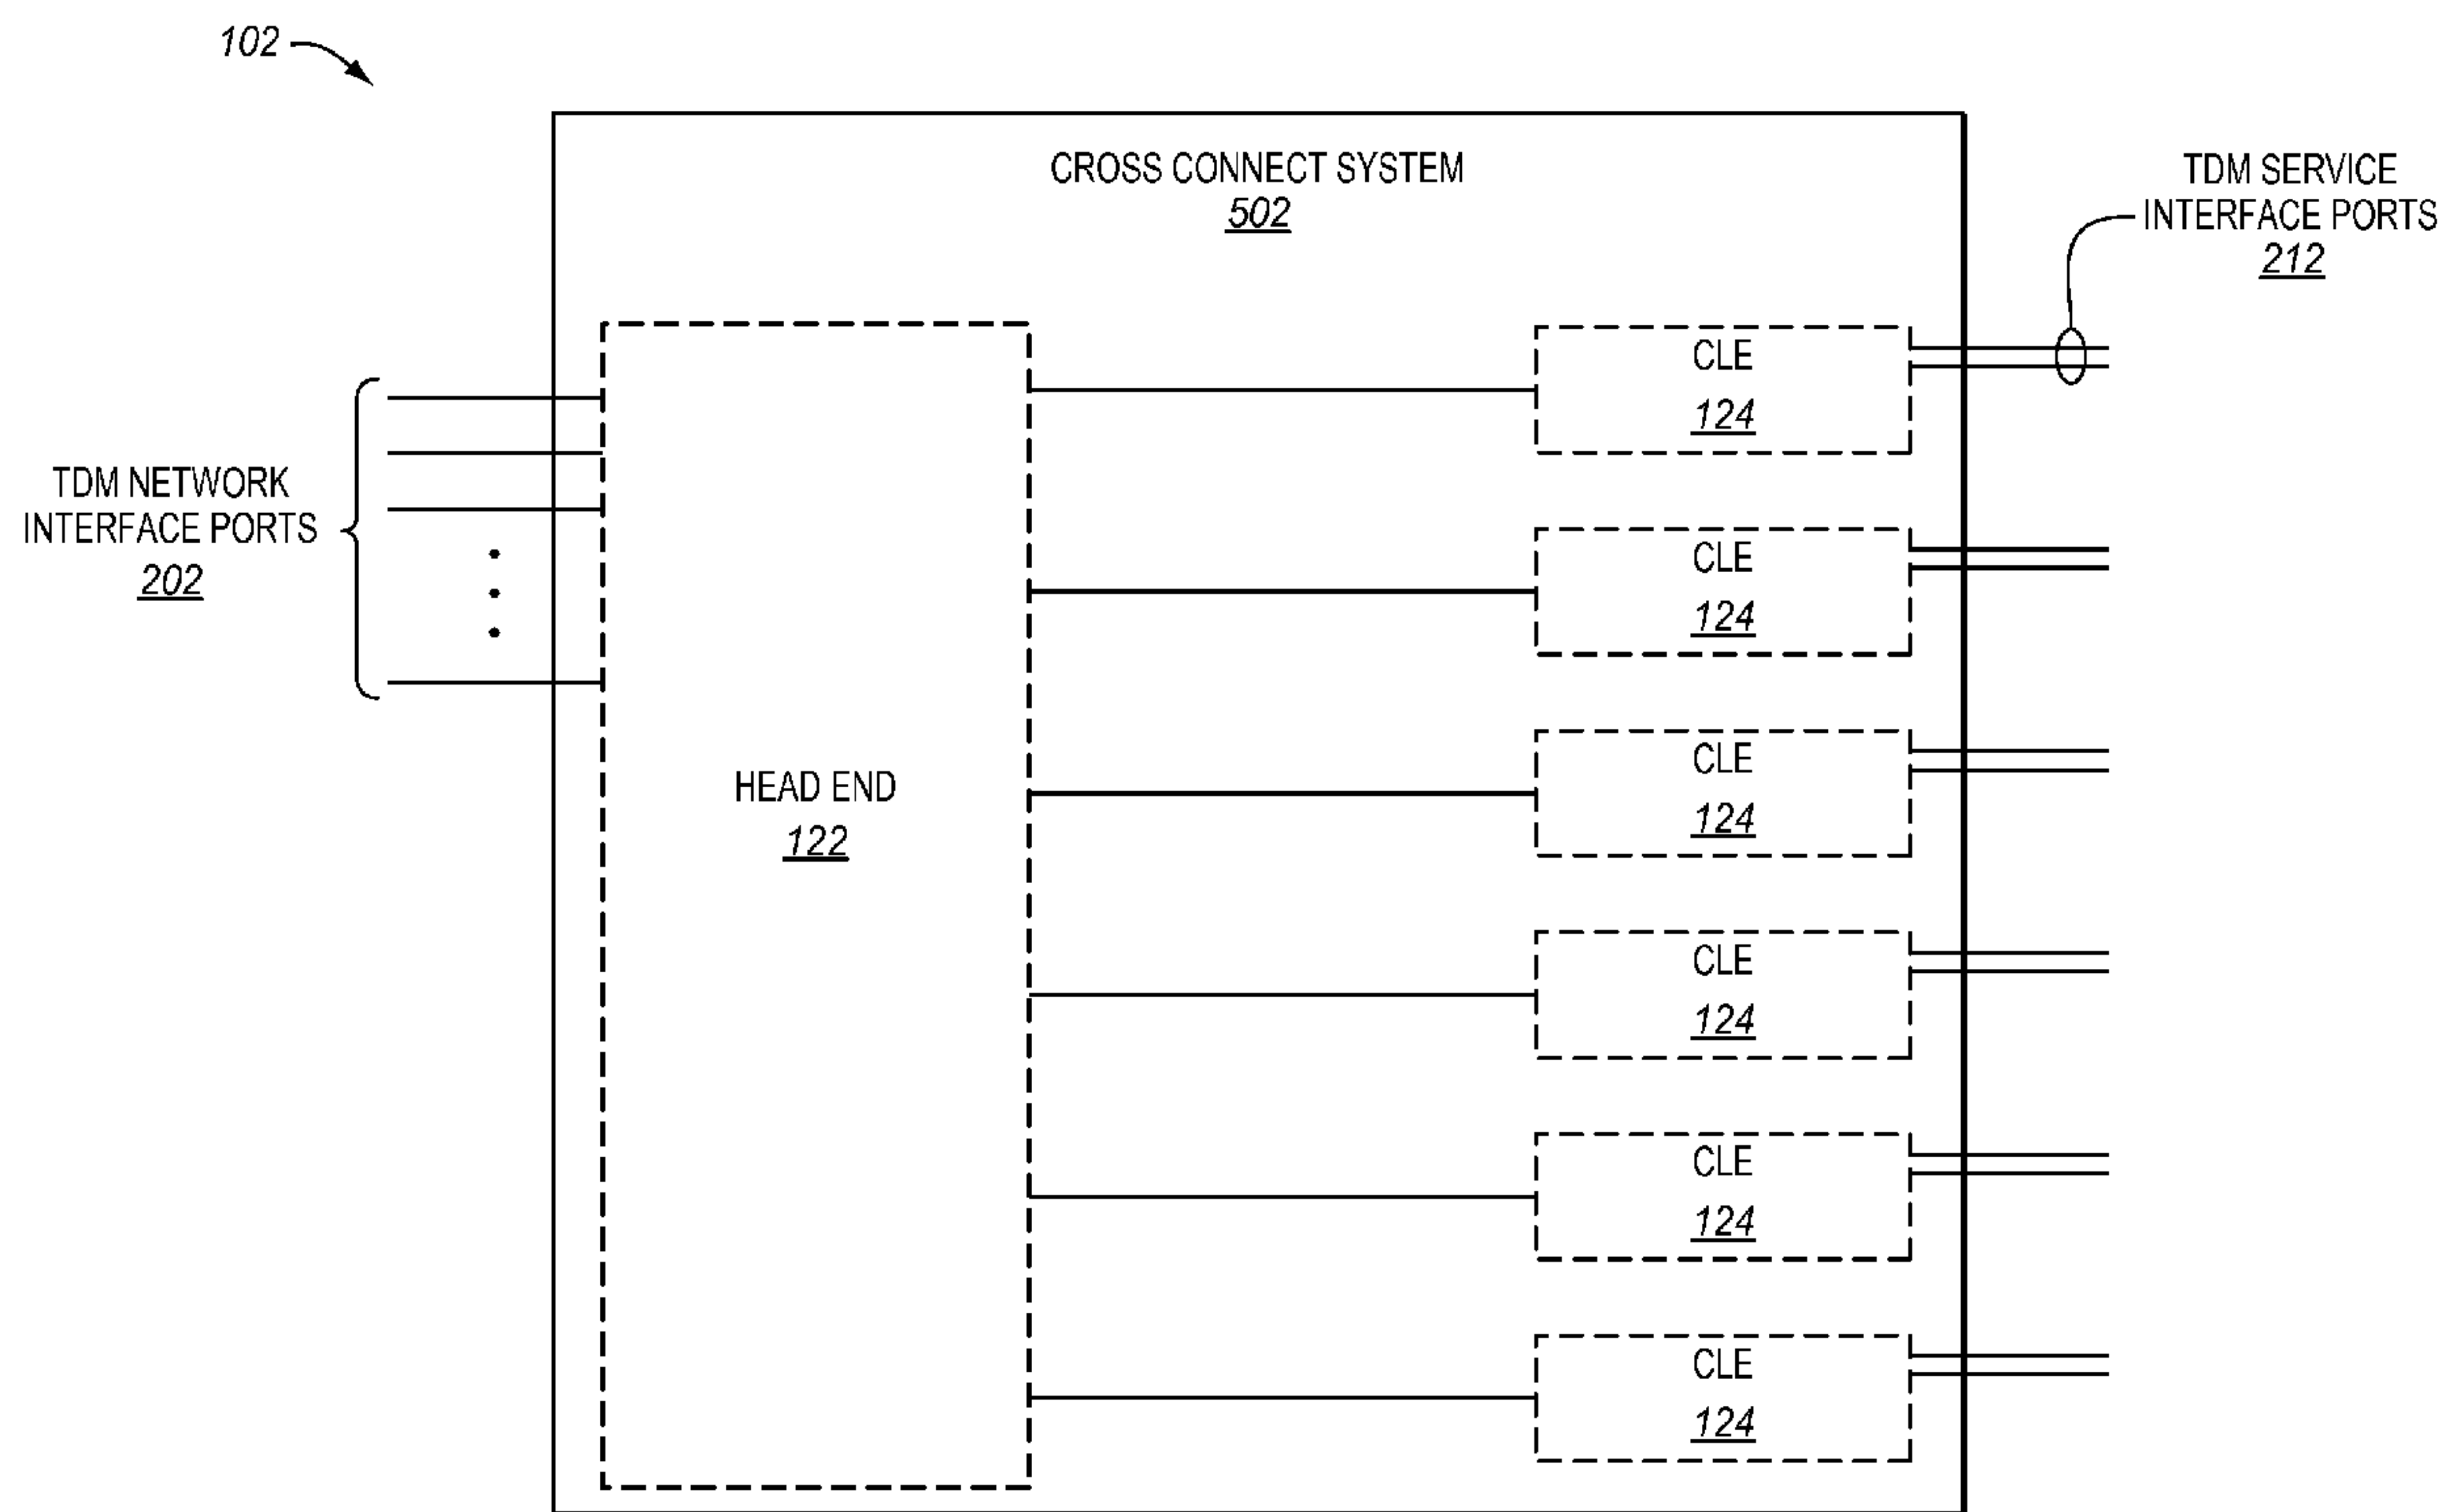 102
CROSS CONNECT SYSTEM
502
TDM SERVICE
INTERFACE PORTS
212
TDM NETWORK
INTERFACE PORTS
202
HEAD END
122
CLE
124
CLE
124
CLE
124
CLE
124
CLE
124
CLE
124